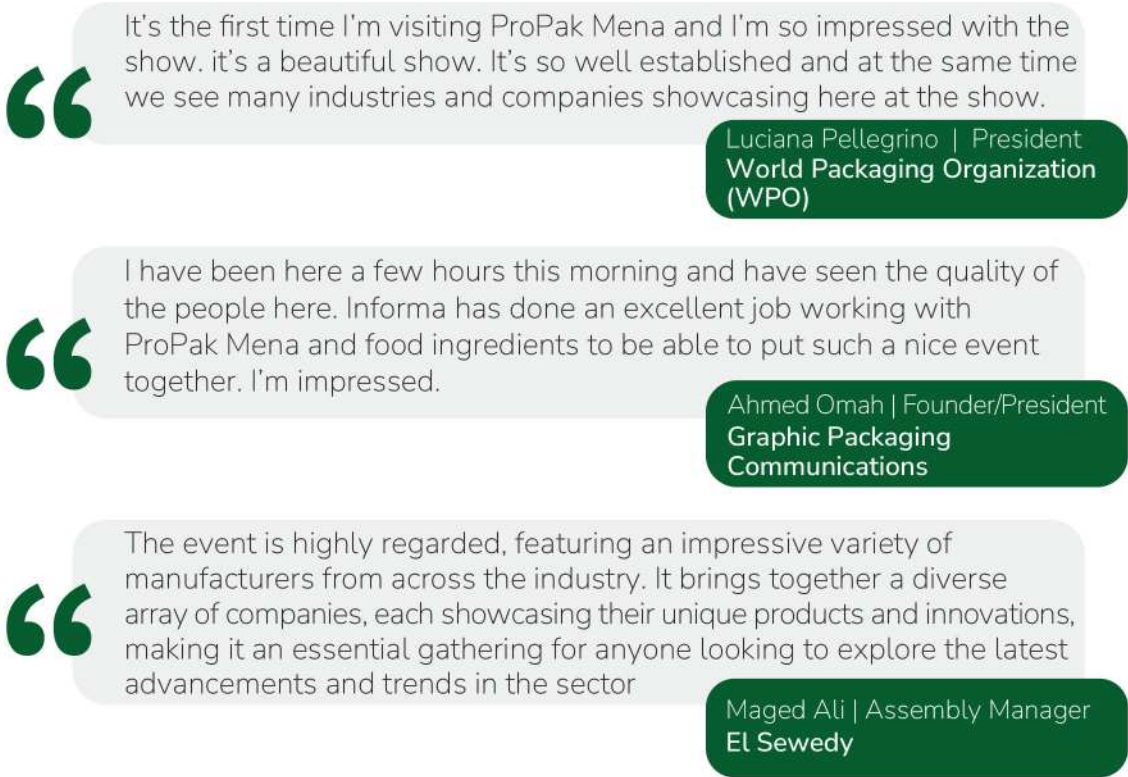 It's the first time I'm visiting ProPak Mena and I'm so impressed with the
show. it's a beautiful show. It's so well established and at the same time
we see many industries and companies showcasing here at the show.
Luciana Pellegrino | President
World Packaging Organization
(WPO)
I have been here a few hours this morning and have seen the quality of
the people here. Informa has done an excellent job working with
ProPak Mena and food ingredients to be able to put such a nice event
together. I'm impressed.
Ahmed Omah | Founder/President
Graphic Packaging
Communications
The event is highly regarded, featuring an impressive variety of
manufacturers from across the industry. It brings together a diverse
array of companies, each showcasing their unique products and innovations,
making it an essential gathering for anyone looking to explore the latest
advancements and trends in the sector
Maged Ali | Assembly Manager
El Sewedy